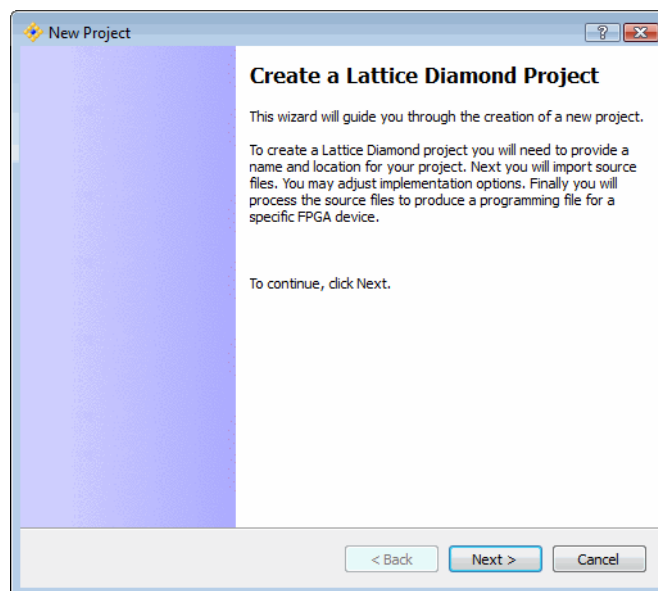 New Project
Create a Lattice Diamond Project
This wizard will guide you through the creation of a new project.
To create a Lattice Diamond project you will need to provide a
name and location for your project. Next you will import source
files. You may adjust implementation options. Finally you will
process the source files to produce a programming file for a
specific FPGA device.
To continue, click Next.
< Back Next > Cancel